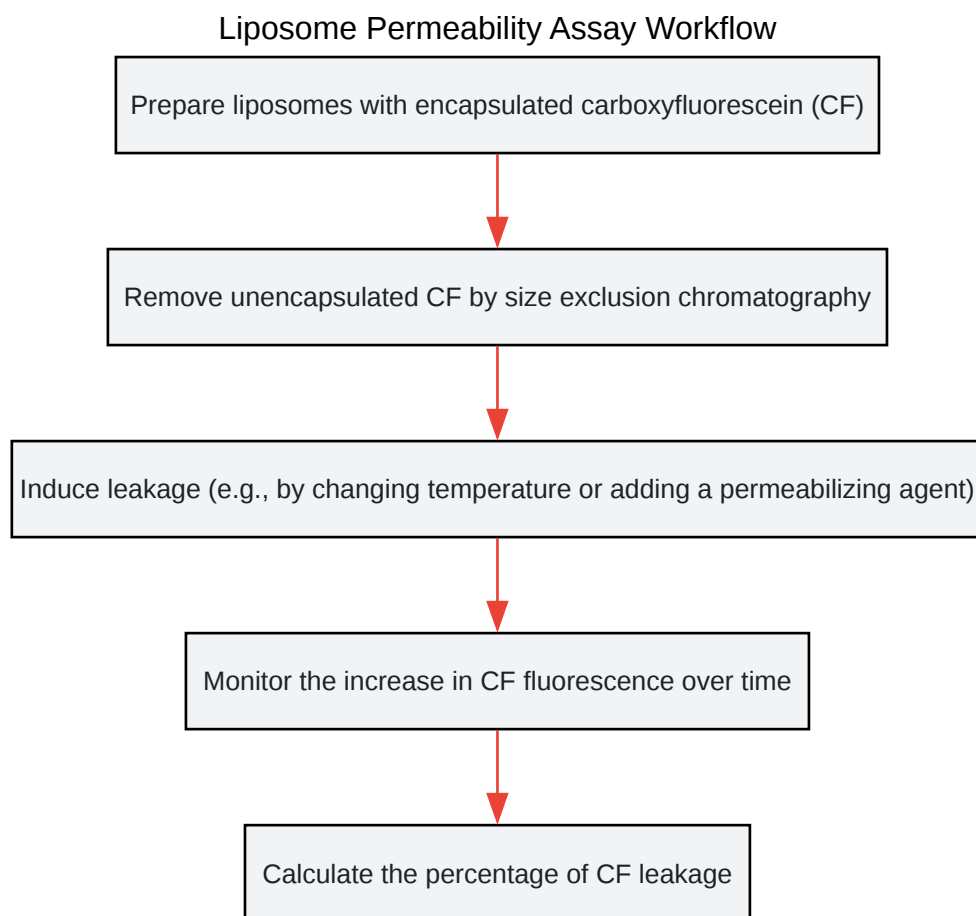 Liposome Permeability Assay Workflow
Prepare liposomes with encapsulated carboxyfluorescein (CF)
Remove unencapsulated CF by size exclusion chromatography
Induce leakage (e.g., by changing temperature or adding a permeabilizing agent)
Monitor the increase in CF fluorescence over time
Calculate the percentage of CF leakage